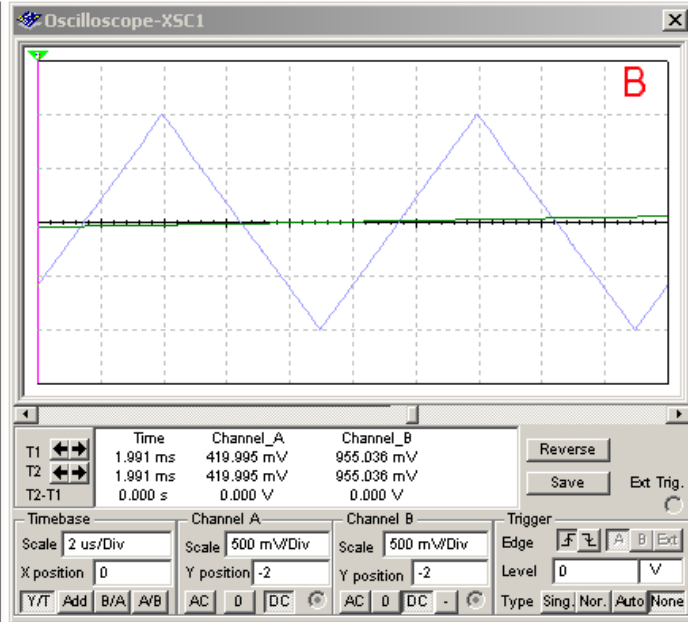 Oscilloscope-XSC1
B
Time Channel_A Channel_B
T1 1.991 ms 419.995 mV 955.036 mV
T2 1.991 ms 419.995 mV 955.036 mV
T2-T1 0.000 s 0.000 V 0.000 V
Reverse
Save
Ext Trig.
Timebase Channel A Channel B Trigger
Scale 2 us/Div Scale 500 mV/Div Scale 500 mV/Div Edge A B Ext
X position 0 Y position -2 Y position -2 Level 0 V
Y/T Add B/A A/B AC 0 DC AC 0 DC - Type Sing. Nor. Auto None